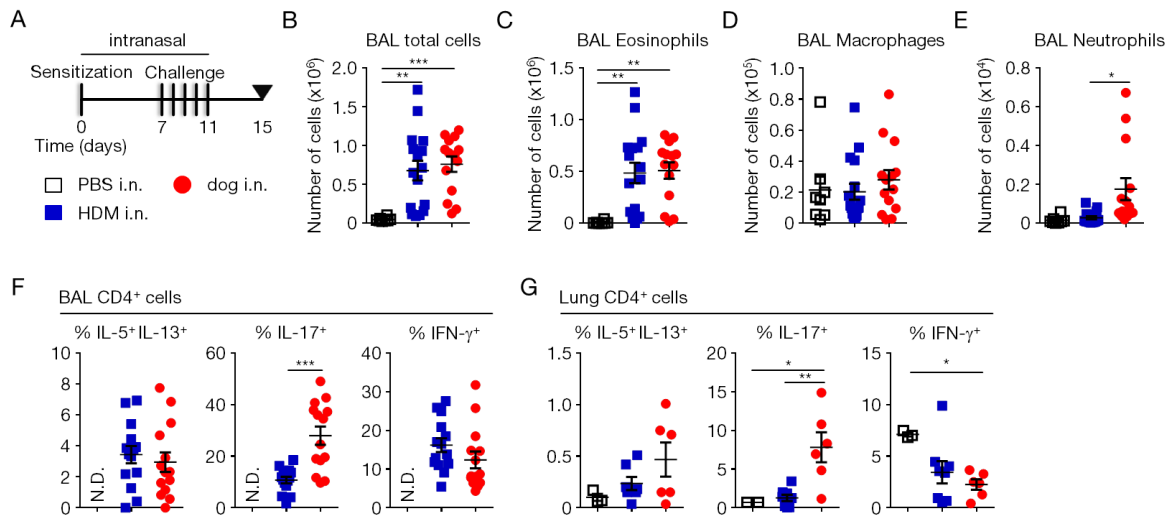 A
intranasal
Sensitization Challenge
0 7 11 15
Time (days)
PBS i.n.
dog i.n.
HDM i.n.
B
BAL total cells
Number of cells (x10⁶)
2.0
1.5
1.0
0.5
0
***
**
C
BAL Eosinophils
Number of cells (x10⁶)
2.0
1.5
1.0
0.5
0
**
**
D
BAL Macrophages
Number of cells (x10⁵)
1.0
0.8
0.6
0.4
0.2
0
E
BAL Neutrophils
Number of cells (x10⁴)
0.8
0.6
0.4
0.2
0
*
F
BAL CD4⁺ cells
% IL-5⁺IL-13⁺
10
8
6
4
2
0
N.D.
% IL-17⁺
60
40
20
0
***
N.D.
% IFN-γ⁺
40
30
20
10
0
N.D.
G
Lung CD4⁺ cells
% IL-5⁺IL-13⁺
1.5
1.0
0.5
0
% IL-17⁺
20
15
10
5
0
*
**
% IFN-γ⁺
15
10
5
0
*